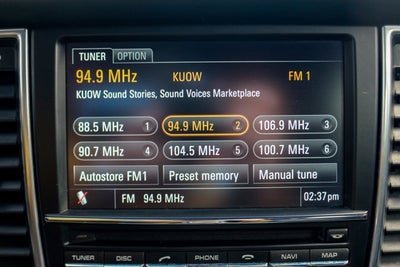 TUNER OPTION
94.9 MHz KUOW FM 1
KUOW Sound Stories, Sound Voices Marketplace
88.5 MHz 1 94.9 MHz 2 106.9 MHz 3
90.7 MHz 4 104.5 MHz 5 100.7 MHz 6
Autostore FM1 Preset memory Manual tune
FM 94.9 MHz 02:37 pm
TUNER DISC PHONE NAVI MAP